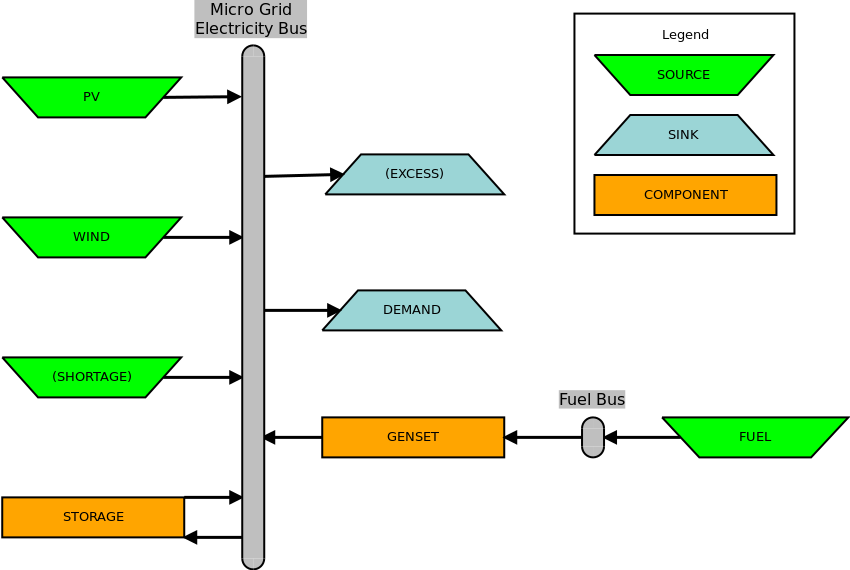 Micro Grid
Electricity Bus
Legend
SOURCE
PV
SINK
(EXCESS)
COMPONENT
WIND
DEMAND
(SHORTAGE)
Fuel Bus
GENSET
FUEL
STORAGE